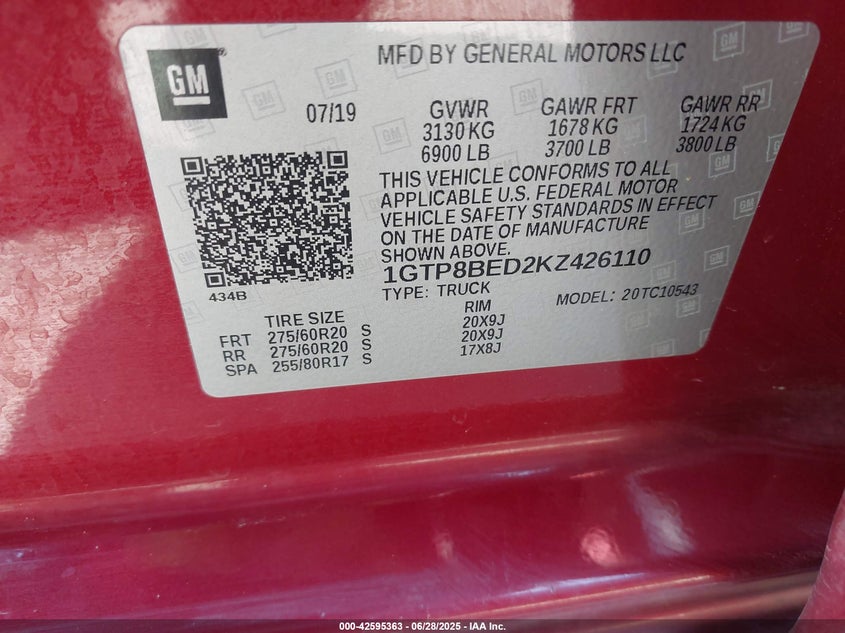 GM
MFD BY GENERAL MOTORS LLC
07/19
GVWR GAWR FRT GAWR RR
3130 KG 1678 KG 1724 KG
6900 LB 3700 LB 3800 LB
THIS VEHICLE CONFORMS TO ALL
APPLICABLE U.S. FEDERAL MOTOR
VEHICLE SAFETY STANDARDS IN EFFECT
ON THE DATE OF MANUFACTURE
SHOWN ABOVE.
1GTP8BED2KZ426110
434B
TYPE: TRUCK MODEL: 20TC10543
TIRE SIZE RIM
FRT 275/60R20 S 20X9J
RR 275/60R20 S 20X9J
SPA 255/80R17 S 17X8J
000-42595363 - 06/28/2025 - IAA Inc.